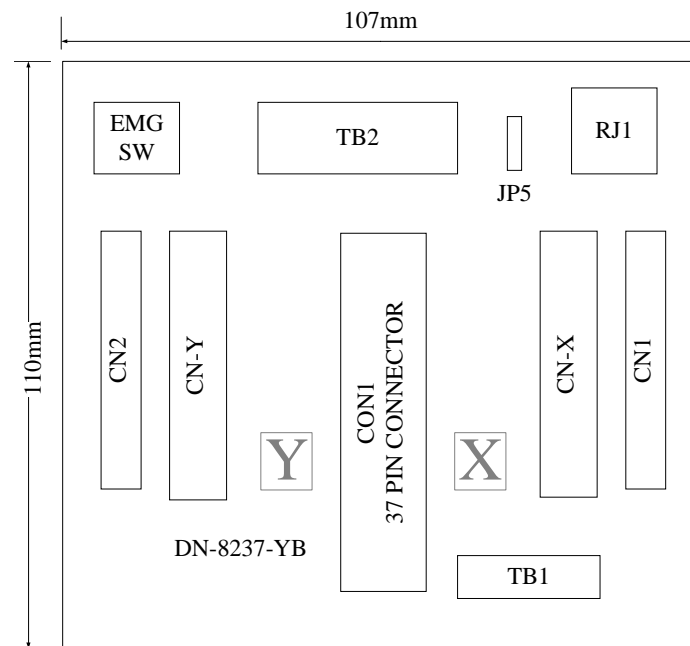 107mm
EMG
SW
TB2
RJ1
JP5
110mm
CN2
CN-Y
CON1
37 PIN CONNECTOR
CN-X
CN1
Y
X
DN-8237-YB
TB1